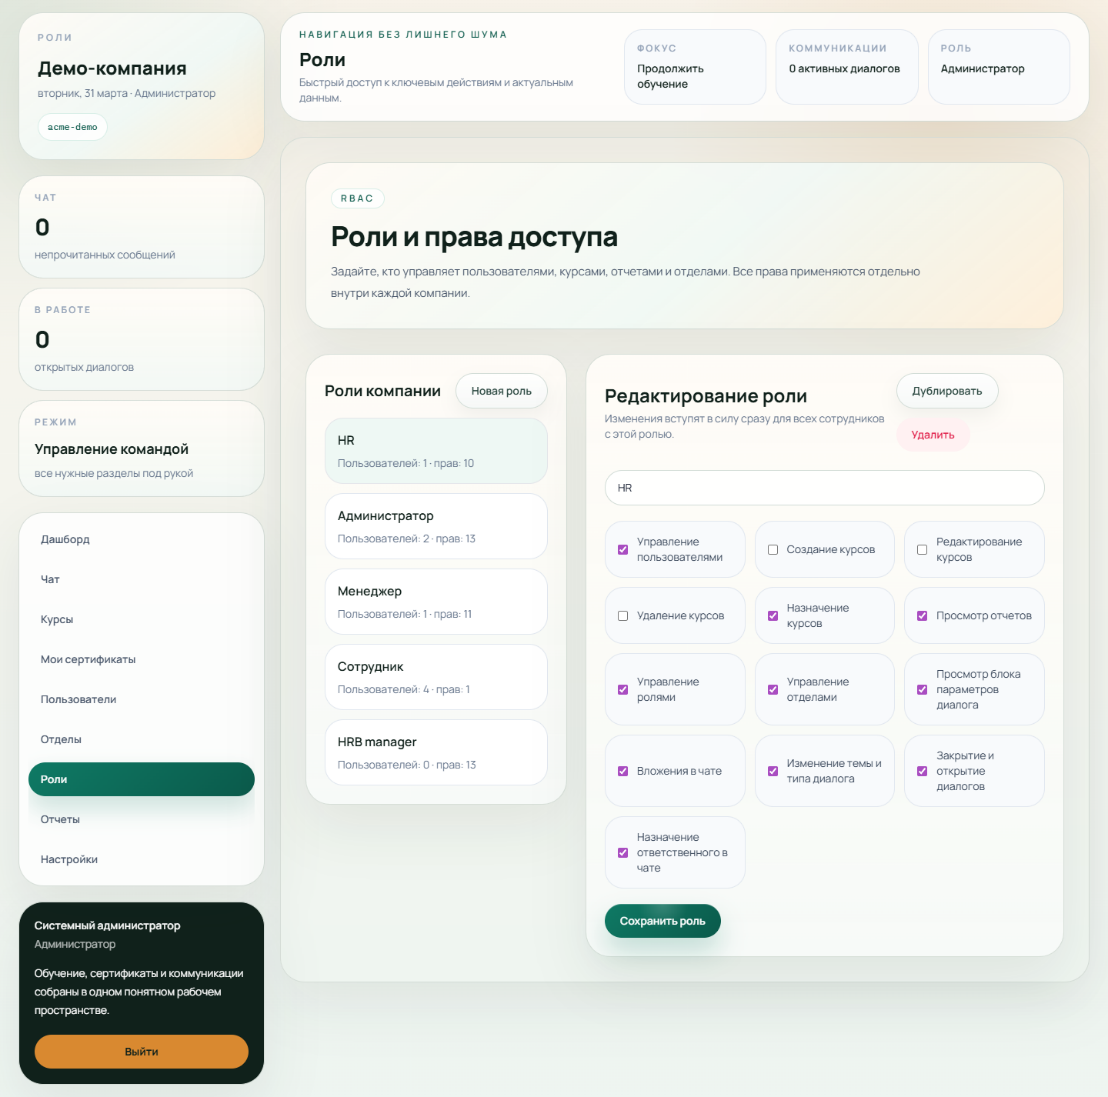 РОЛИ
Демо-компания
вторник, 31 марта · Администратор
acme-demo
ЧАТ
0
непрочитанных сообщений
В РАБОТЕ
0
открытых диалогов
РЕЖИМ
Управление командой
все нужные разделы под рукой
Дашборд
Чат
Курсы
Мои сертификаты
Пользователи
Отделы
Роли
Отчеты
Настройки
Системный администратор
Администратор
Обучение, сертификаты и коммуникации
собраны в одном понятном рабочем
пространстве.
Выйти
НАВИГАЦИЯ БЕЗ ЛИШНЕГО ШУМА
Роли
Быстрый доступ к ключевым действиям и актуальным
данным.
ФОКУС
Продолжить
обучение
КОММУНИКАЦИИ
0 активных диалогов
РОЛЬ
Администратор
RBAC
Роли и права доступа
Задайте, кто управляет пользователями, курсами, отчетами и отделами. Все права применяются отдельно
внутри каждой компании.
Роли компании
Новая роль
HR
Пользователей: 1 · прав: 10
Администратор
Пользователей: 2 · прав: 13
Менеджер
Пользователей: 1 · прав: 11
Сотрудник
Пользователей: 4 · прав: 1
HRB manager
Пользователей: 0 · прав: 13
Редактирование роли
Изменения вступят в силу сразу для всех сотрудников
с этой ролью.
Дублировать
Удалить
HR
Управление
пользователями
Создание курсов
Редактирование
курсов
Удаление курсов
Назначение
курсов
Просмотр отчетов
Управление
ролями
Управление
отделами
Просмотр блока
параметров
диалога
Вложения в чате
Изменение темы и
типа диалога
Закрытие и
открытие
диалогов
Назначение
ответственного в
чате
Сохранить роль